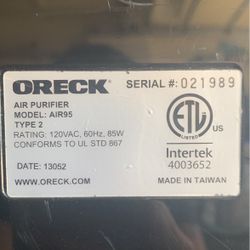 ORECK®
SERIAL #: 021989
AIR PURIFIER
MODEL: AIR95
TYPE 2
RATING: 120VAC, 60Hz, 85W
CONFORMS TO UL STD 867
DATE: 13052
WWW.ORECK.COM
ETL
US
Intertek
4003652
MADE IN TAIWAN